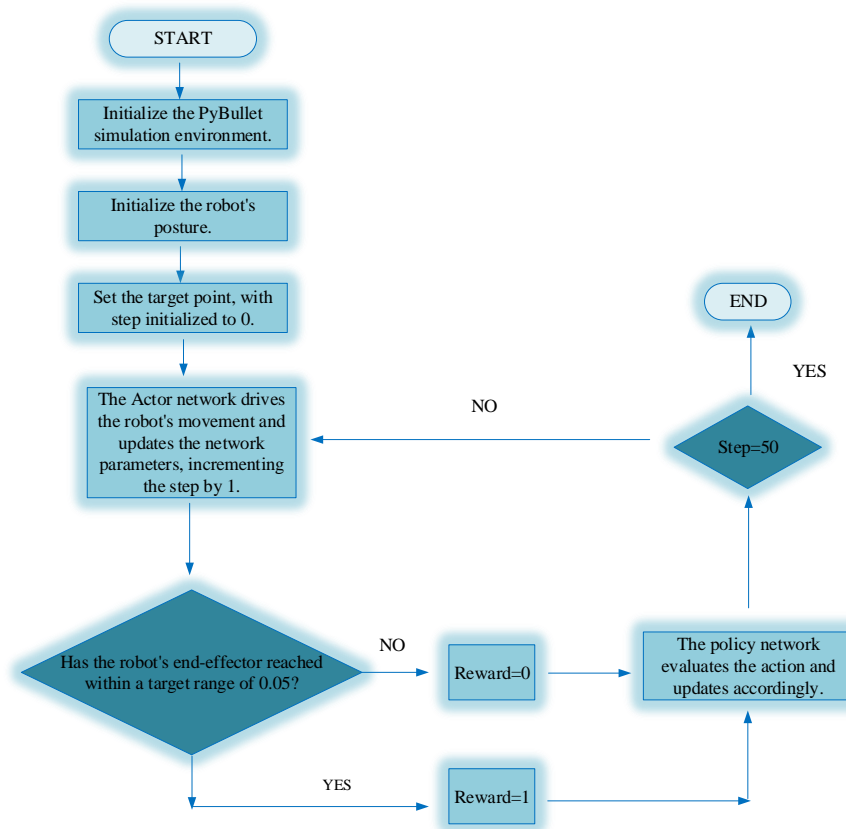 START
Initialize the PyBullet
simulation environment.
Initialize the robot's
posture.
Set the target point, with
step initialized to 0.
END
YES
The Actor network drives
the robot's movement and
updates the network
parameters, incrementing
the step by 1.
NO
Step=50
Has the robot's end-effector reached
within a target range of 0.05?
NO
Reward=0
The policy network
evaluates the action and
updates accordingly.
YES
Reward=1